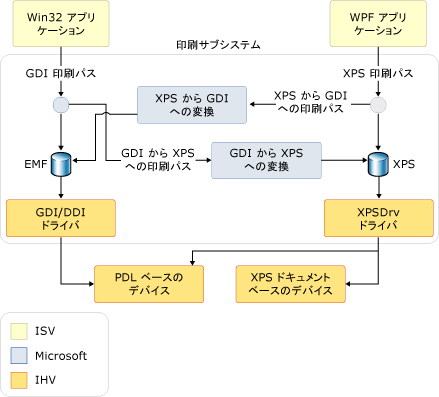 Win32 アプリ
ケーション
WPF アプリ
ケーション
印刷サブシステム
GDI 印刷パス
XPS 印刷パス
XPS から GDI
への変換
XPS から GDI
への印刷パス
EMF
GDI から XPS
への印刷パス
GDI から XPS
への変換
XPS
GDI/DDI
ドライバ
XPSDrv
ドライバ
PDL ベースの
デバイス
XPS ドキュメント
ベースのデバイス
ISV
Microsoft
IHV